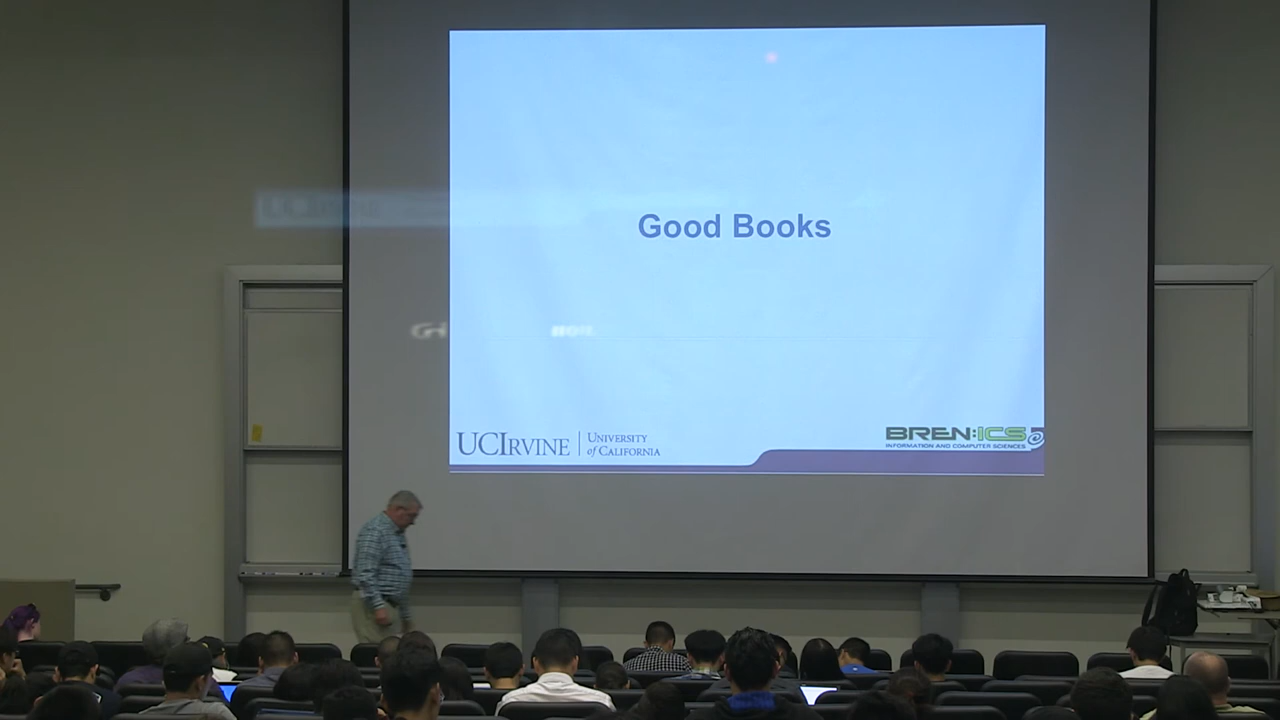 Good Books
UCIRVINE
UNIVERSITY
of CALIFORNIA
BREN:ICS
INFORMATION AND COMPUTER SCIENCES